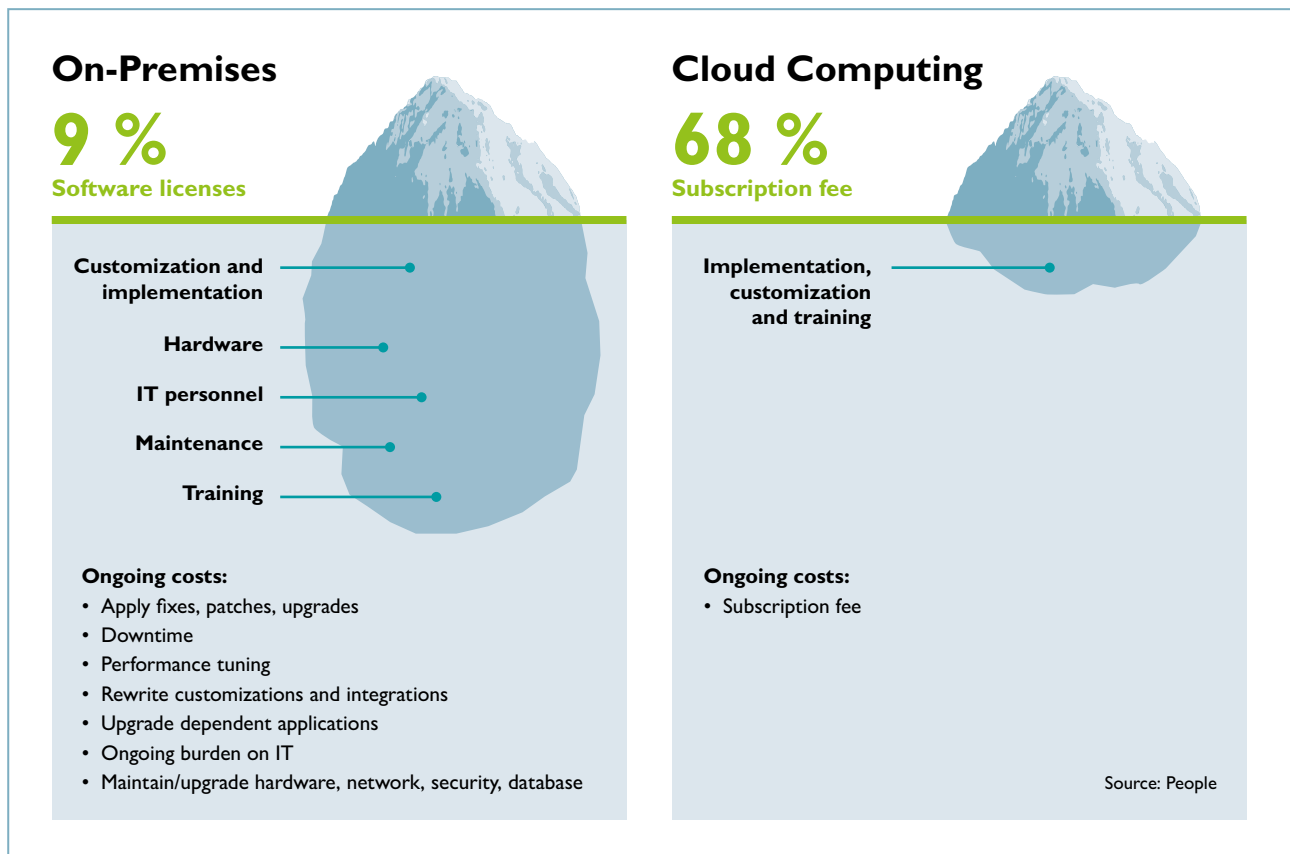 On-Premises
9 %
Software licenses
Customization and
implementation
Hardware
IT personnel
Maintenance
Training
Ongoing costs:
• Apply fixes, patches, upgrades
• Downtime
• Performance tuning
• Rewrite customizations and integrations
• Upgrade dependent applications
• Ongoing burden on IT
• Maintain/upgrade hardware, network, security, database
Cloud Computing
68 %
Subscription fee
Implementation,
customization
and training
Ongoing costs:
• Subscription fee
Source: People